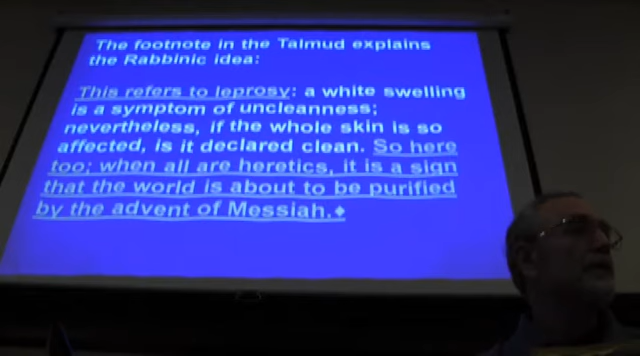 The footnote in the Talmud explains
the Rabbinic idea:
This refers to leprosy: a white swelling
is a symptom of uncleanness;
nevertheless, if the whole skin is so
affected, is it declared clean. So here
too; when all are heretics, it is a sign
that the world is about to be purified
by the advent of Messiah.♦